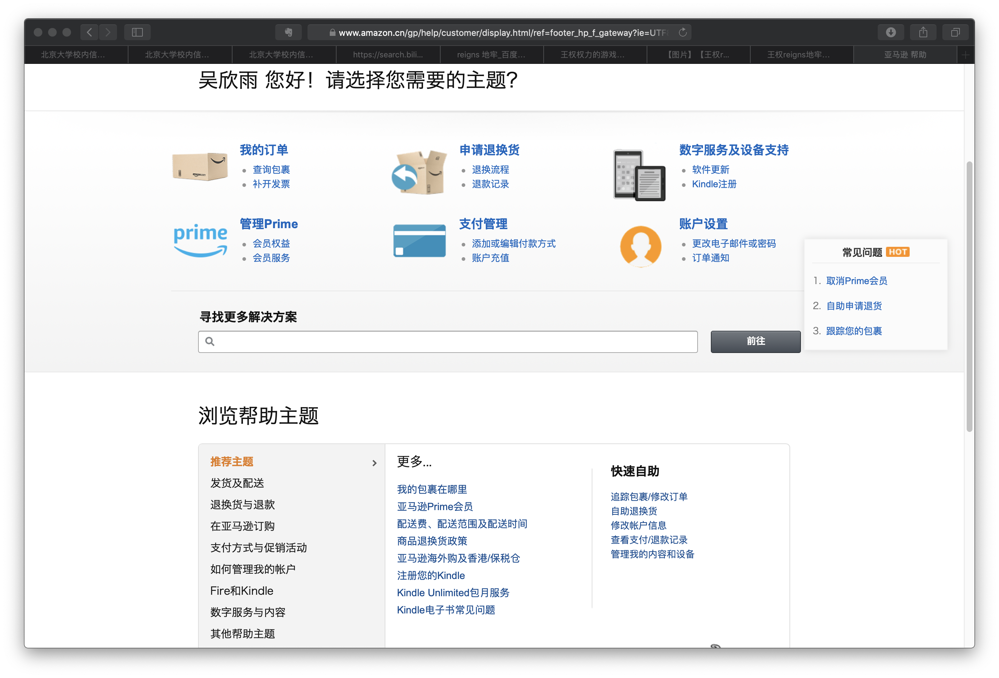 www.amazon.cn/gp/help/customer/display.html/ref=footer_hp_f_gateway?ie=UTF
北京大学校内信...
北京大学校内信...
北京大学校内信...
https://search.bili...
reigns 地牢_百度...
王权权力的游戏...
【图片】【王权r...
王权reigns地牢...
亚马逊 帮助
吴欣雨 您好！请选择您需要的主题？
我的订单
查询包裹
补开发票
申请退换货
退换流程
退款记录
数字服务及设备支持
软件更新
Kindle注册
prime
管理Prime
会员权益
会员服务
支付管理
添加或编辑付款方式
账户充值
账户设置
更改电子邮件或密码
订单通知
常见问题 HOT
1. 取消Prime会员
2. 自助申请退货
3. 跟踪您的包裹
寻找更多解决方案
前往
浏览帮助主题
推荐主题
发货及配送
退换货与退款
在亚马逊订购
支付方式与促销活动
如何管理我的帐户
Fire和Kindle
数字服务与内容
其他帮助主题
更多...
我的包裹在哪里
亚马逊Prime会员
配送费、配送范围及配送时间
商品退换货政策
亚马逊海外购及香港/保税仓
注册您的Kindle
Kindle Unlimited包月服务
Kindle电子书常见问题
快速自助
追踪包裹/修改订单
自助退换货
修改帐户信息
查看支付/退款记录
管理我的内容和设备